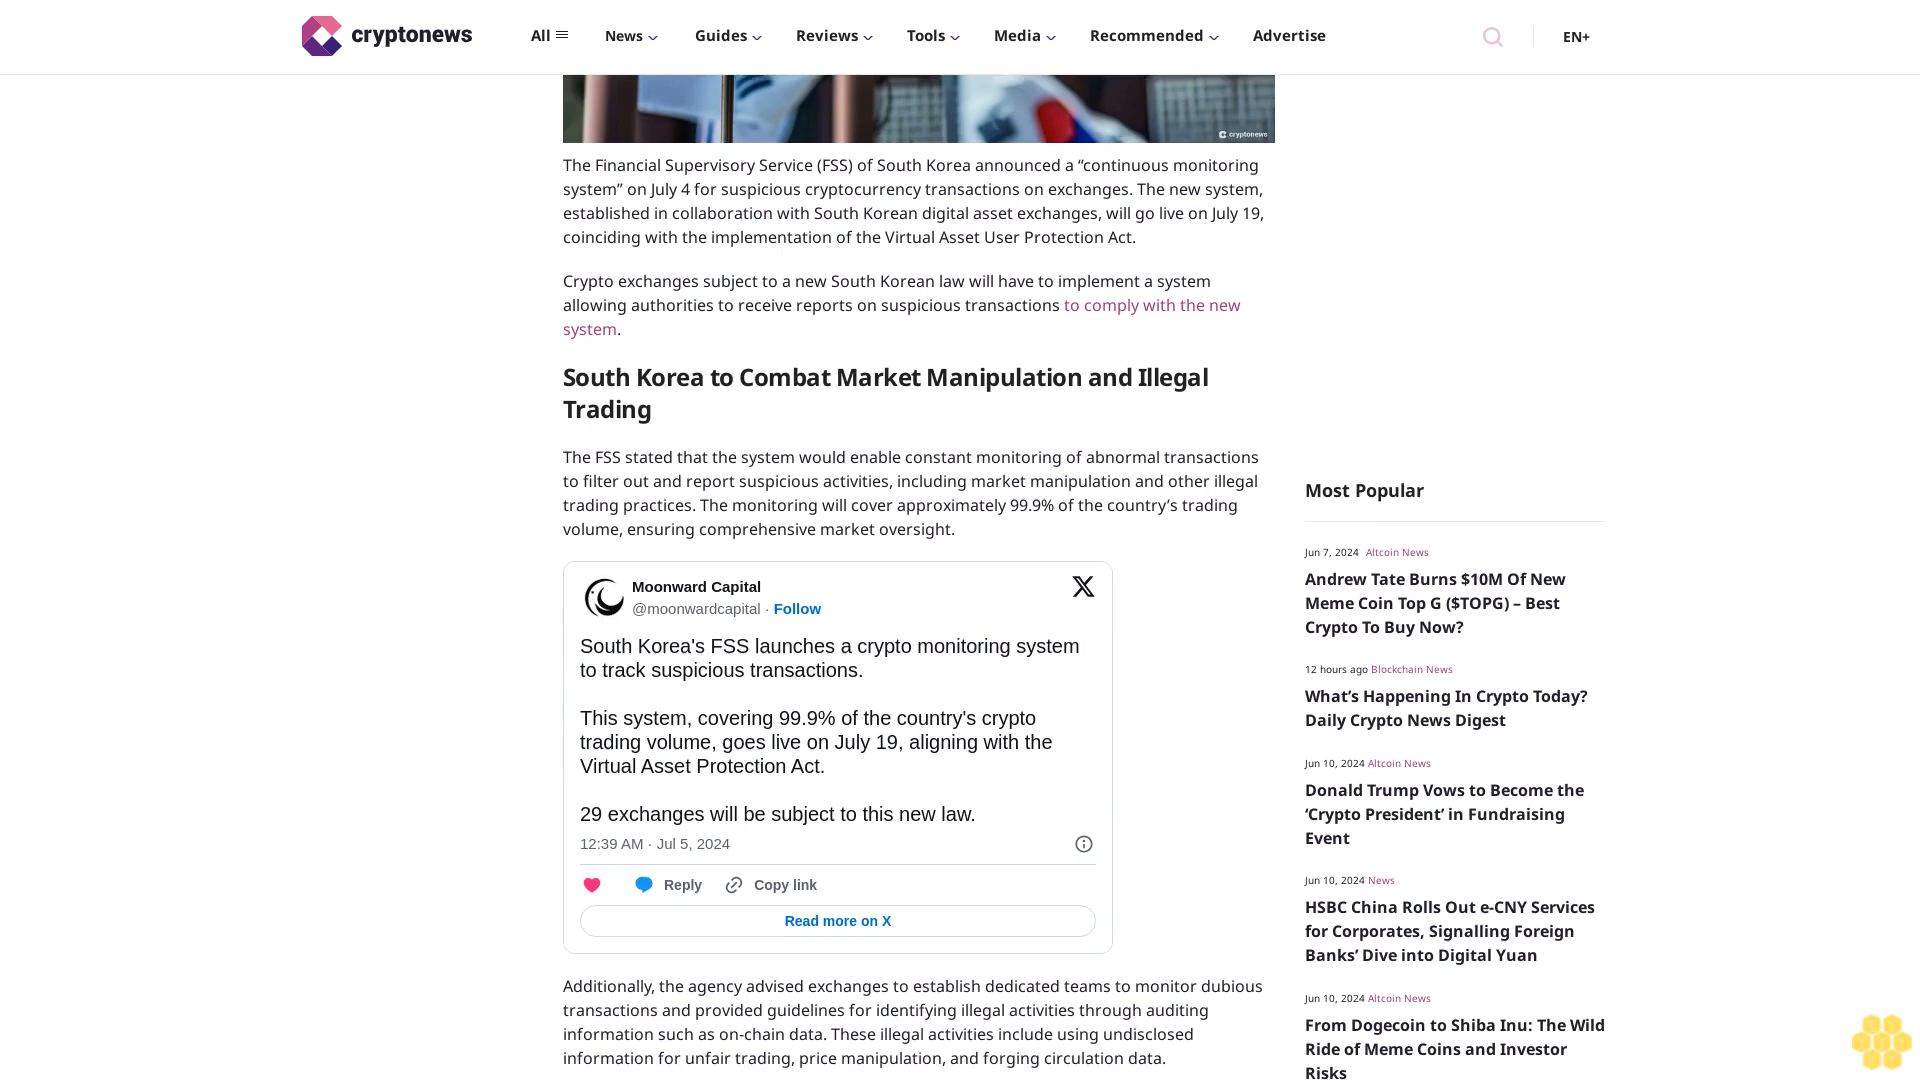 cryptonews
All
News
Guides
Reviews
Tools
Media
Recommended
Advertise
EN+
cryptonews
The Financial Supervisory Service (FSS) of South Korea announced a “continuous monitoring
system” on July 4 for suspicious cryptocurrency transactions on exchanges. The new system,
established in collaboration with South Korean digital asset exchanges, will go live on July 19,
coinciding with the implementation of the Virtual Asset User Protection Act.
Crypto exchanges subject to a new South Korean law will have to implement a system
allowing authorities to receive reports on suspicious transactions to comply with the new
system.
South Korea to Combat Market Manipulation and Illegal
Trading
The FSS stated that the system would enable constant monitoring of abnormal transactions
to filter out and report suspicious activities, including market manipulation and other illegal
trading practices. The monitoring will cover approximately 99.9% of the country’s trading
volume, ensuring comprehensive market oversight.
Moonward Capital
@moonwardcapital · Follow
South Korea's FSS launches a crypto monitoring system
to track suspicious transactions.
This system, covering 99.9% of the country's crypto
trading volume, goes live on July 19, aligning with the
Virtual Asset Protection Act.
29 exchanges will be subject to this new law.
12:39 AM · Jul 5, 2024
Reply
Copy link
Read more on X
Additionally, the agency advised exchanges to establish dedicated teams to monitor dubious
transactions and provided guidelines for identifying illegal activities through auditing
information such as on-chain data. These illegal activities include using undisclosed
information for unfair trading, price manipulation, and forging circulation data.
Most Popular
Jun 7, 2024 Altcoin News
Andrew Tate Burns $10M Of New
Meme Coin Top G ($TOPG) – Best
Crypto To Buy Now?
12 hours ago Blockchain News
What’s Happening In Crypto Today?
Daily Crypto News Digest
Jun 10, 2024 Altcoin News
Donald Trump Vows to Become the
‘Crypto President’ in Fundraising
Event
Jun 10, 2024 News
HSBC China Rolls Out e-CNY Services
for Corporates, Signalling Foreign
Banks’ Dive into Digital Yuan
Jun 10, 2024 Altcoin News
From Dogecoin to Shiba Inu: The Wild
Ride of Meme Coins and Investor
Risks